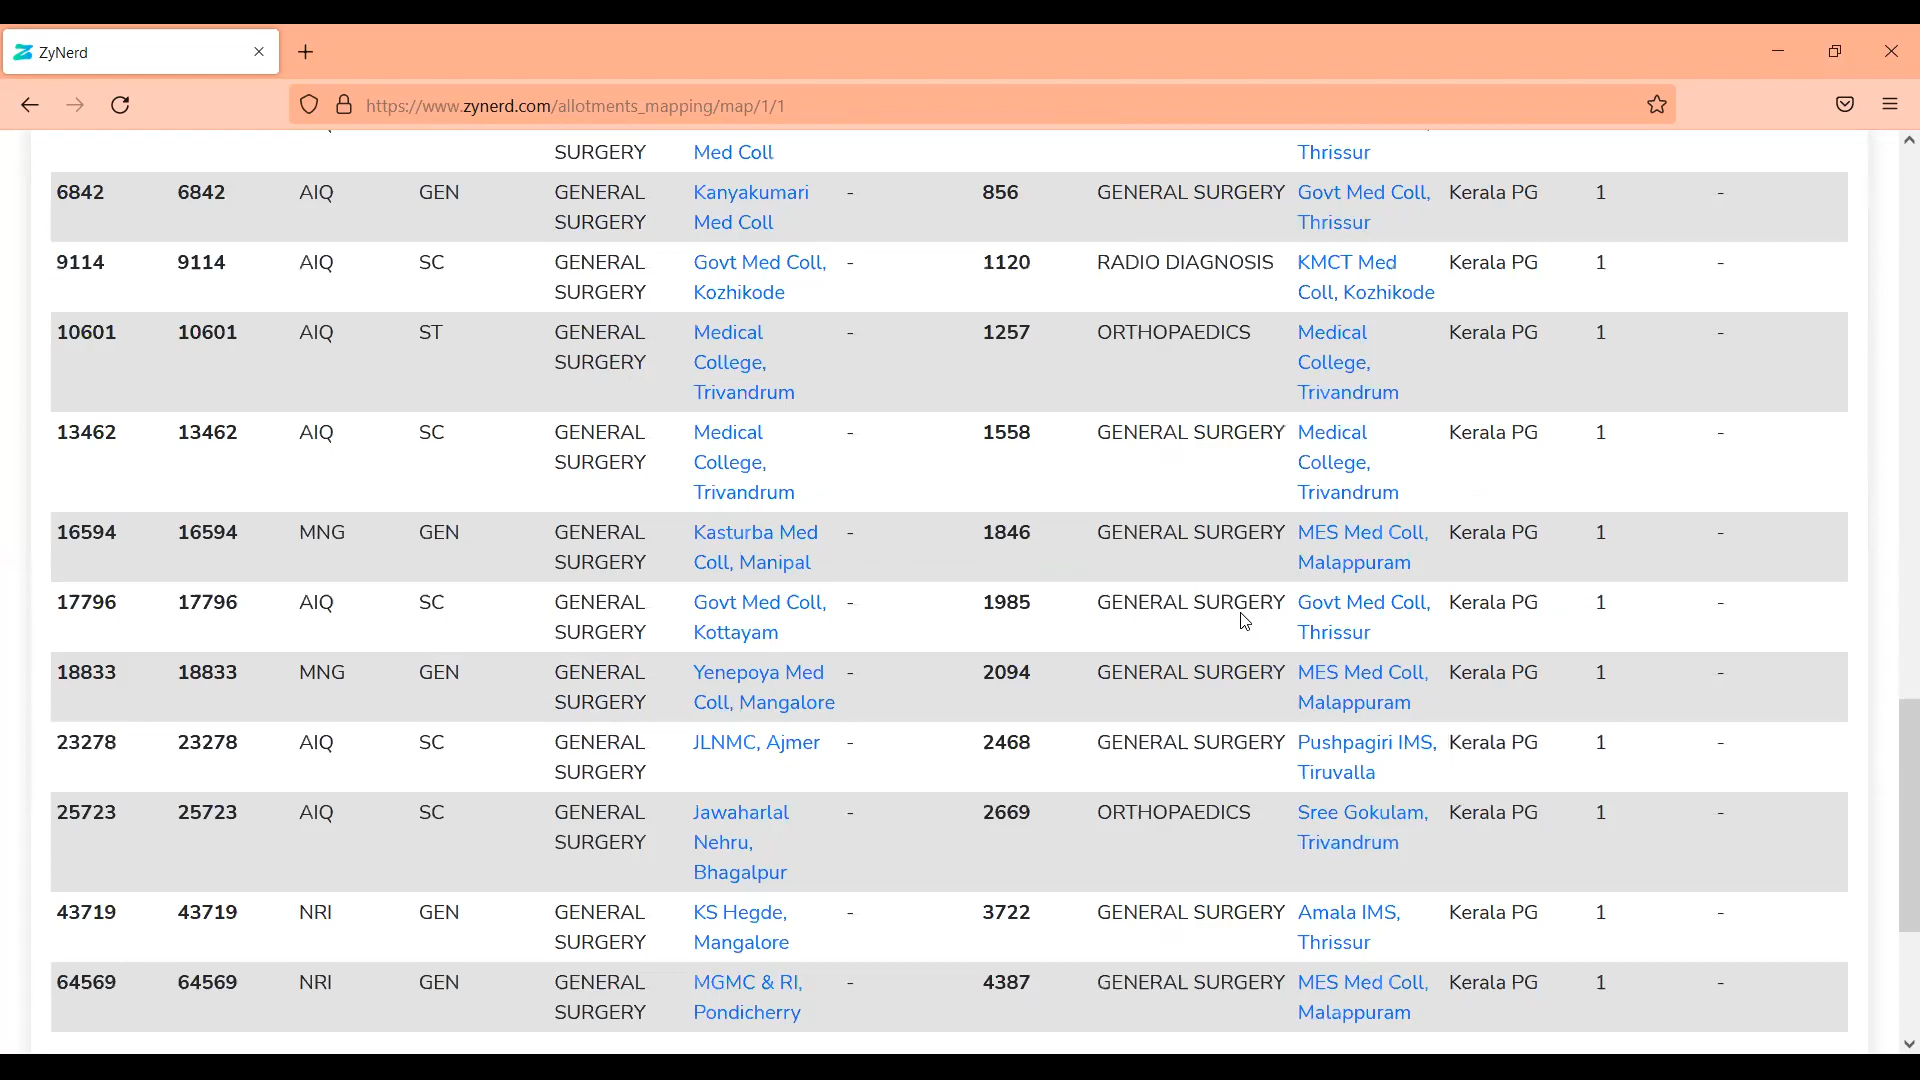 ZyNerd
https://www.zynerd.com/allotments_mapping/map/1/1
SURGERY Med Coll Thrissur
6842 6842 AIQ GEN GENERAL Kanyakumari - 856 GENERAL SURGERY Govt Med Coll, Kerala PG 1 -
SURGERY Med Coll Thrissur
9114 9114 AIQ SC GENERAL Govt Med Coll, - 1120 RADIO DIAGNOSIS KMCT Med Kerala PG 1 -
SURGERY Kozhikode Coll, Kozhikode
10601 10601 AIQ ST GENERAL Medical - 1257 ORTHOPAEDICS Medical Kerala PG 1 -
SURGERY College, College,
Trivandrum Trivandrum
13462 13462 AIQ SC GENERAL Medical - 1558 GENERAL SURGERY Medical Kerala PG 1 -
SURGERY College, College,
Trivandrum Trivandrum
16594 16594 MNG GEN GENERAL Kasturba Med - 1846 GENERAL SURGERY MES Med Coll, Kerala PG 1 -
SURGERY Coll, Manipal Malappuram
17796 17796 AIQ SC GENERAL Govt Med Coll, - 1985 GENERAL SURGERY Govt Med Coll, Kerala PG 1 -
SURGERY Kottayam Thrissur
18833 18833 MNG GEN GENERAL Yenepoya Med - 2094 GENERAL SURGERY MES Med Coll, Kerala PG 1 -
SURGERY Coll, Mangalore Malappuram
23278 23278 AIQ SC GENERAL JLNMC, Ajmer - 2468 GENERAL SURGERY Pushpagiri IMS, Kerala PG 1 -
SURGERY Tiruvalla
25723 25723 AIQ SC GENERAL Jawaharlal - 2669 ORTHOPAEDICS Sree Gokulam, Kerala PG 1 -
SURGERY Nehru, Trivandrum
Bhagalpur
43719 43719 NRI GEN GENERAL KS Hegde, - 3722 GENERAL SURGERY Amala IMS, Kerala PG 1 -
SURGERY Mangalore Thrissur
64569 64569 NRI GEN GENERAL MGMC & RI, - 4387 GENERAL SURGERY MES Med Coll, Kerala PG 1 -
SURGERY Pondicherry Malappuram